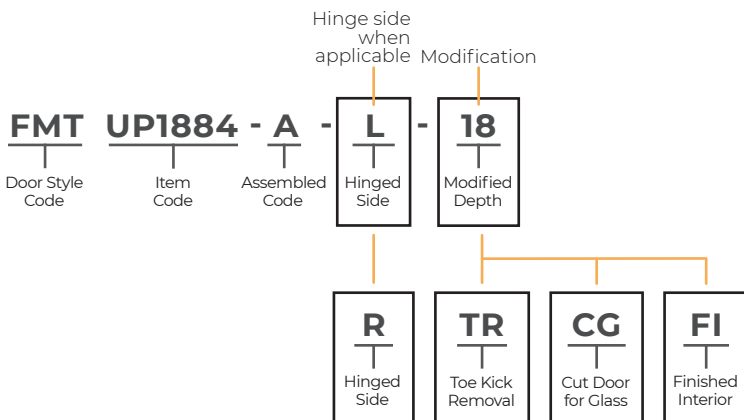 Hinge side
when
applicable
Modification
FMT UP1884 - A - L - 18
Door Style
Code
Item
Code
Assembled
Code
Hinged
Side
Modified
Depth
R
Hinged
Side
TR
Toe Kick
Removal
CG
Cut Door
for Glass
FI
Finished
Interior